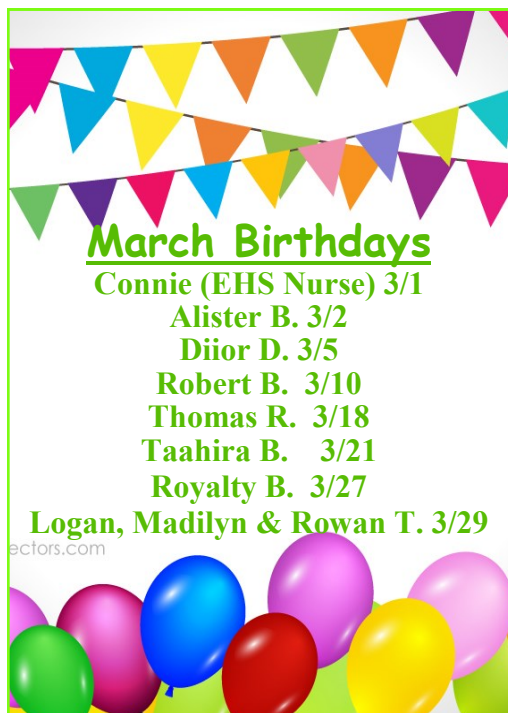 March Birthdays
Connie (EHS Nurse) 3/1
Alister B. 3/2
Diior D. 3/5
Robert B. 3/10
Thomas R. 3/18
Taahira B. 3/21
Royalty B. 3/27
Logan, Madilyn & Rowan T. 3/29
ectors.com